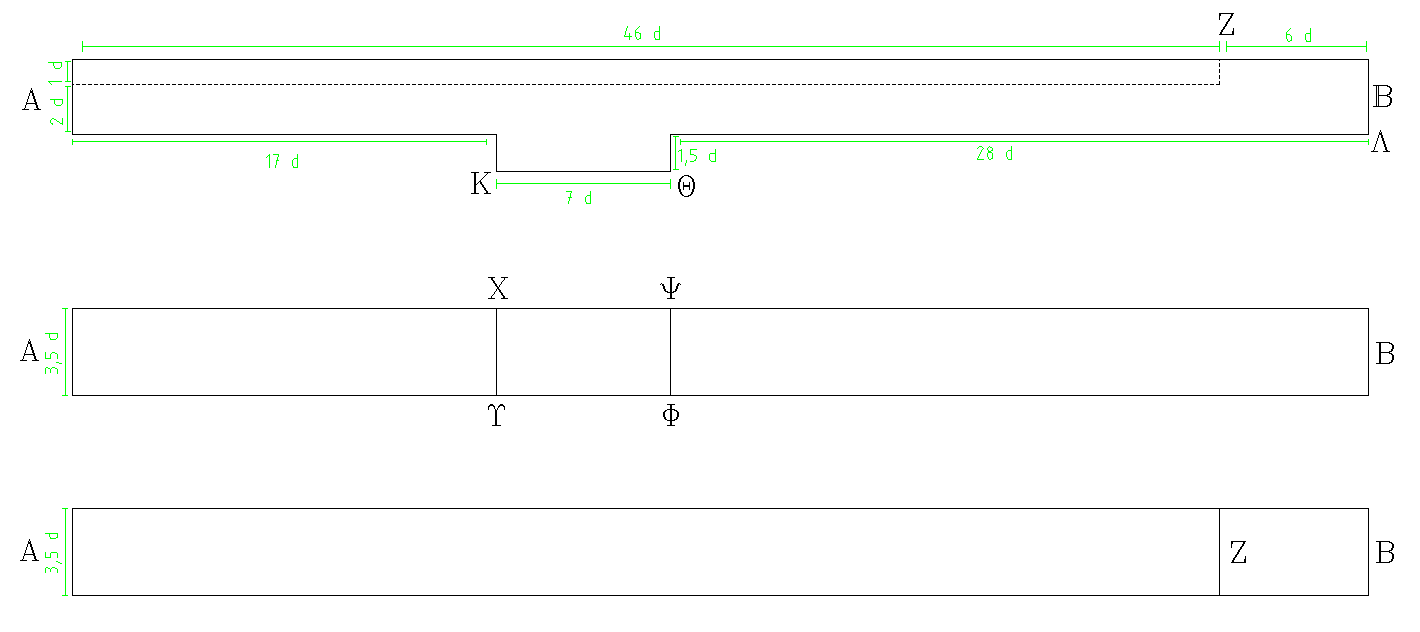 46 d Ζ 6 d
1 d
Α 2 d Β
17 d 1,5 d 28 d Λ
Κ 7 d Θ
Χ Ψ
Α 3,5 d Β
ϒ Φ
Α 3,5 d Ζ Β